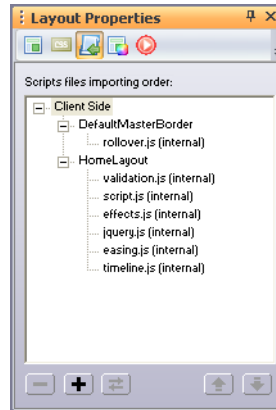 Layout Properties
CSS
Scripts files importing order:
Client Side
DefaultMasterBorder
rollover.js (internal)
HomeLayout
validation.js (internal)
script.js (internal)
effects.js (internal)
jquery.js (internal)
easing.js (internal)
timeline.js (internal)